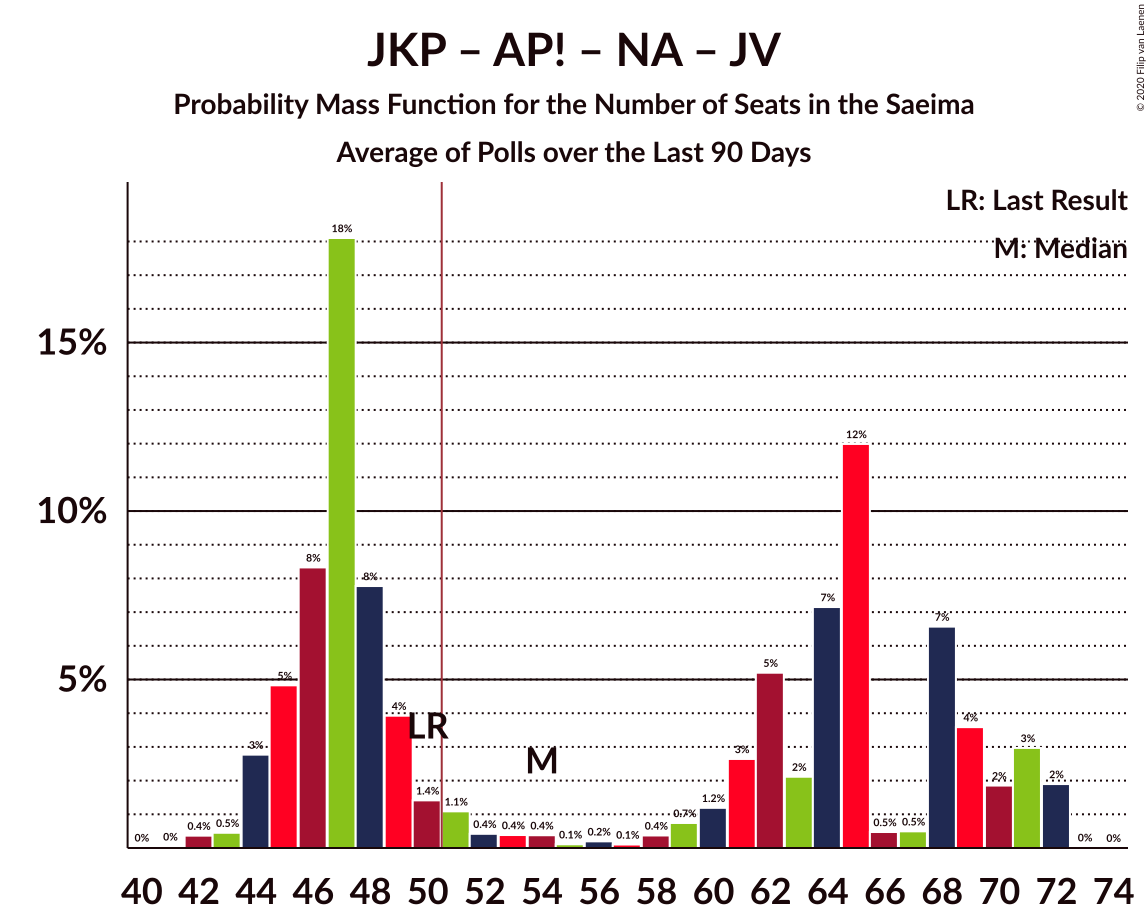 JKP – AP! – NA – JV
Probability Mass Function for the Number of Seats in the Saeima
Average of Polls over the Last 90 Days
© 2020 Filip van Laenen
LR: Last Result
M: Median
15%
10%
5%
0% 0% 0.4% 0.5% 3% 5% 8% 18% 8% 4% 1.4% 1.1% 0.4% 0.4% 0.4% 0.1% 0.2% 0.1% 0.4% 0.7% 1.2% 3% 5% 2% 7% 12% 0.5% 0.5% 7% 4% 2% 3% 2% 0% 0%
LR
M
40 42 44 46 48 50 52 54 56 58 60 62 64 66 68 70 72 74